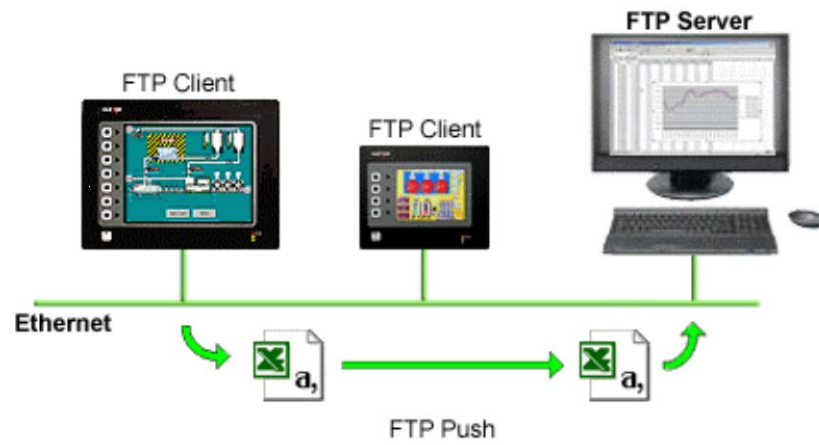 FTP Server
FTP Client
FTP Client
Ethernet
a,
a,
FTP Push